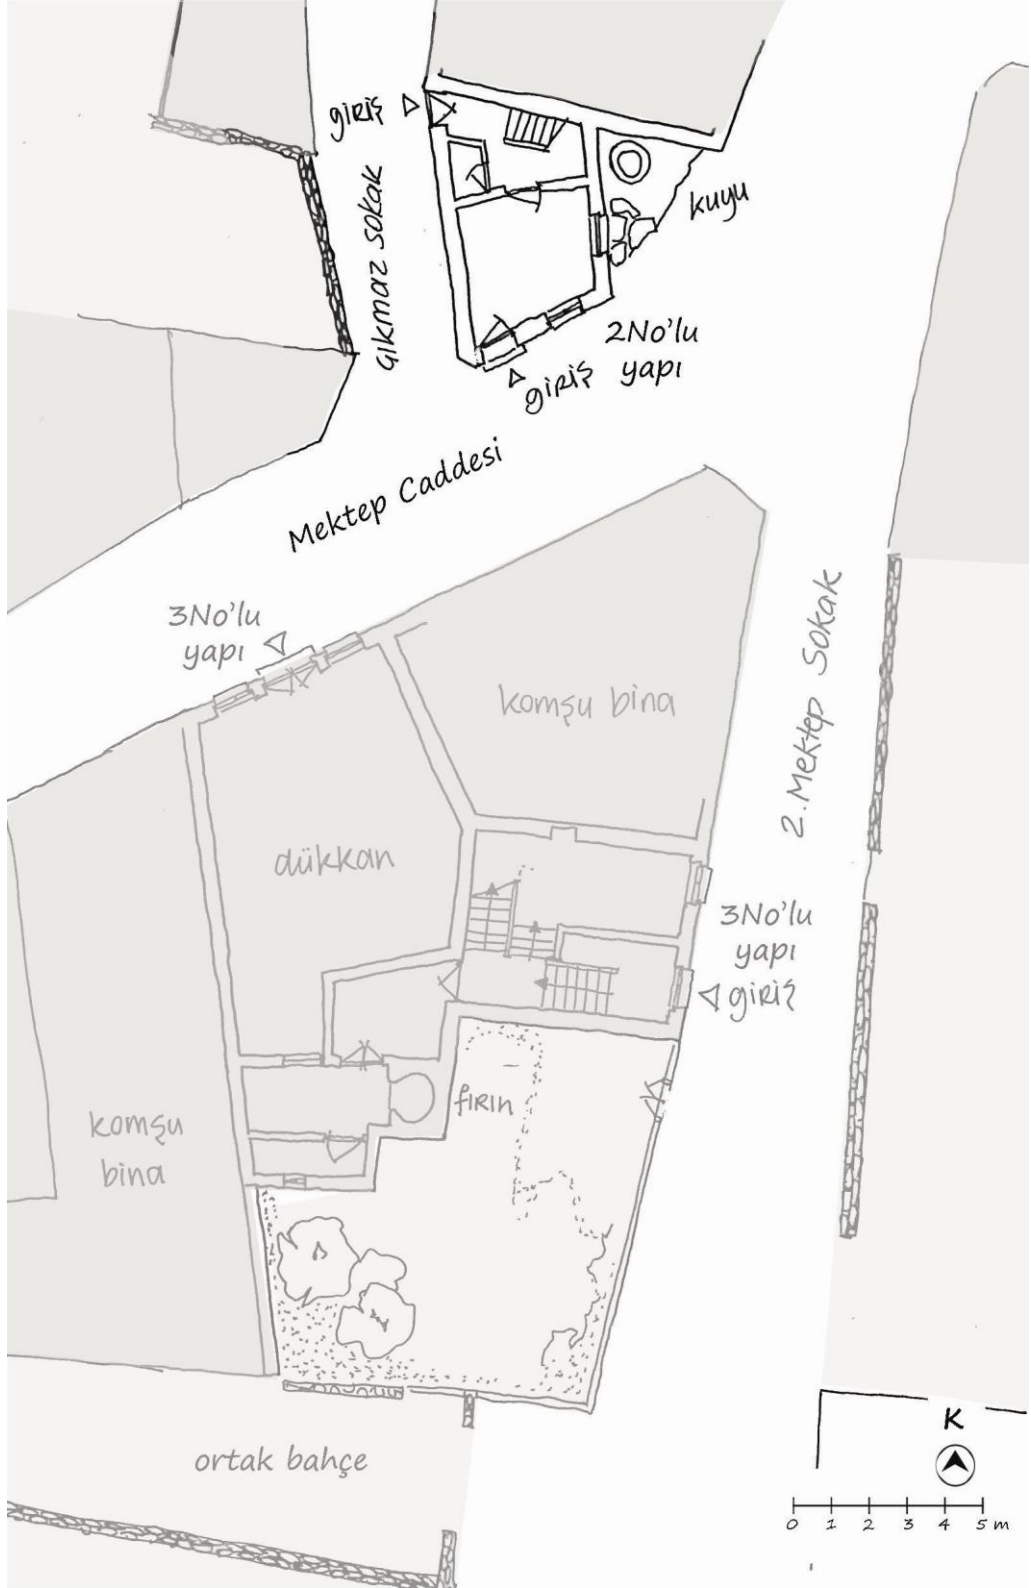 giriş
kuyu
Çıkmaz Sokak
2No'lu
yapı
giriş
Mektep Caddesi
3No'lu
yapı
komşu bina
2. Mektep Sokak
dükkan
3No'lu
yapı
giriş
fırın
komşu
bina
ortak bahçe
K
0 1 2 3 4 5 m